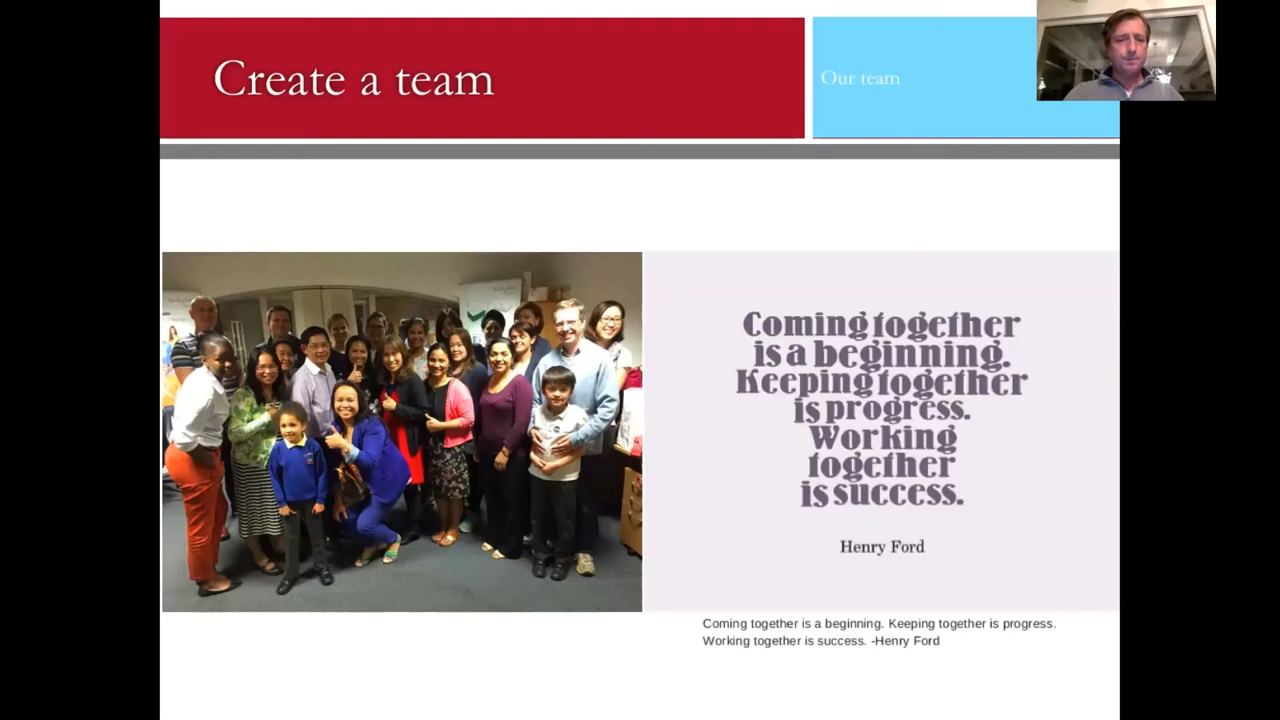 Create a team
Our team
Coming together
is a beginning.
Keeping together
is progress.
Working
together
is success.
Henry Ford
Coming together is a beginning. Keeping together is progress.
Working together is success. -Henry Ford